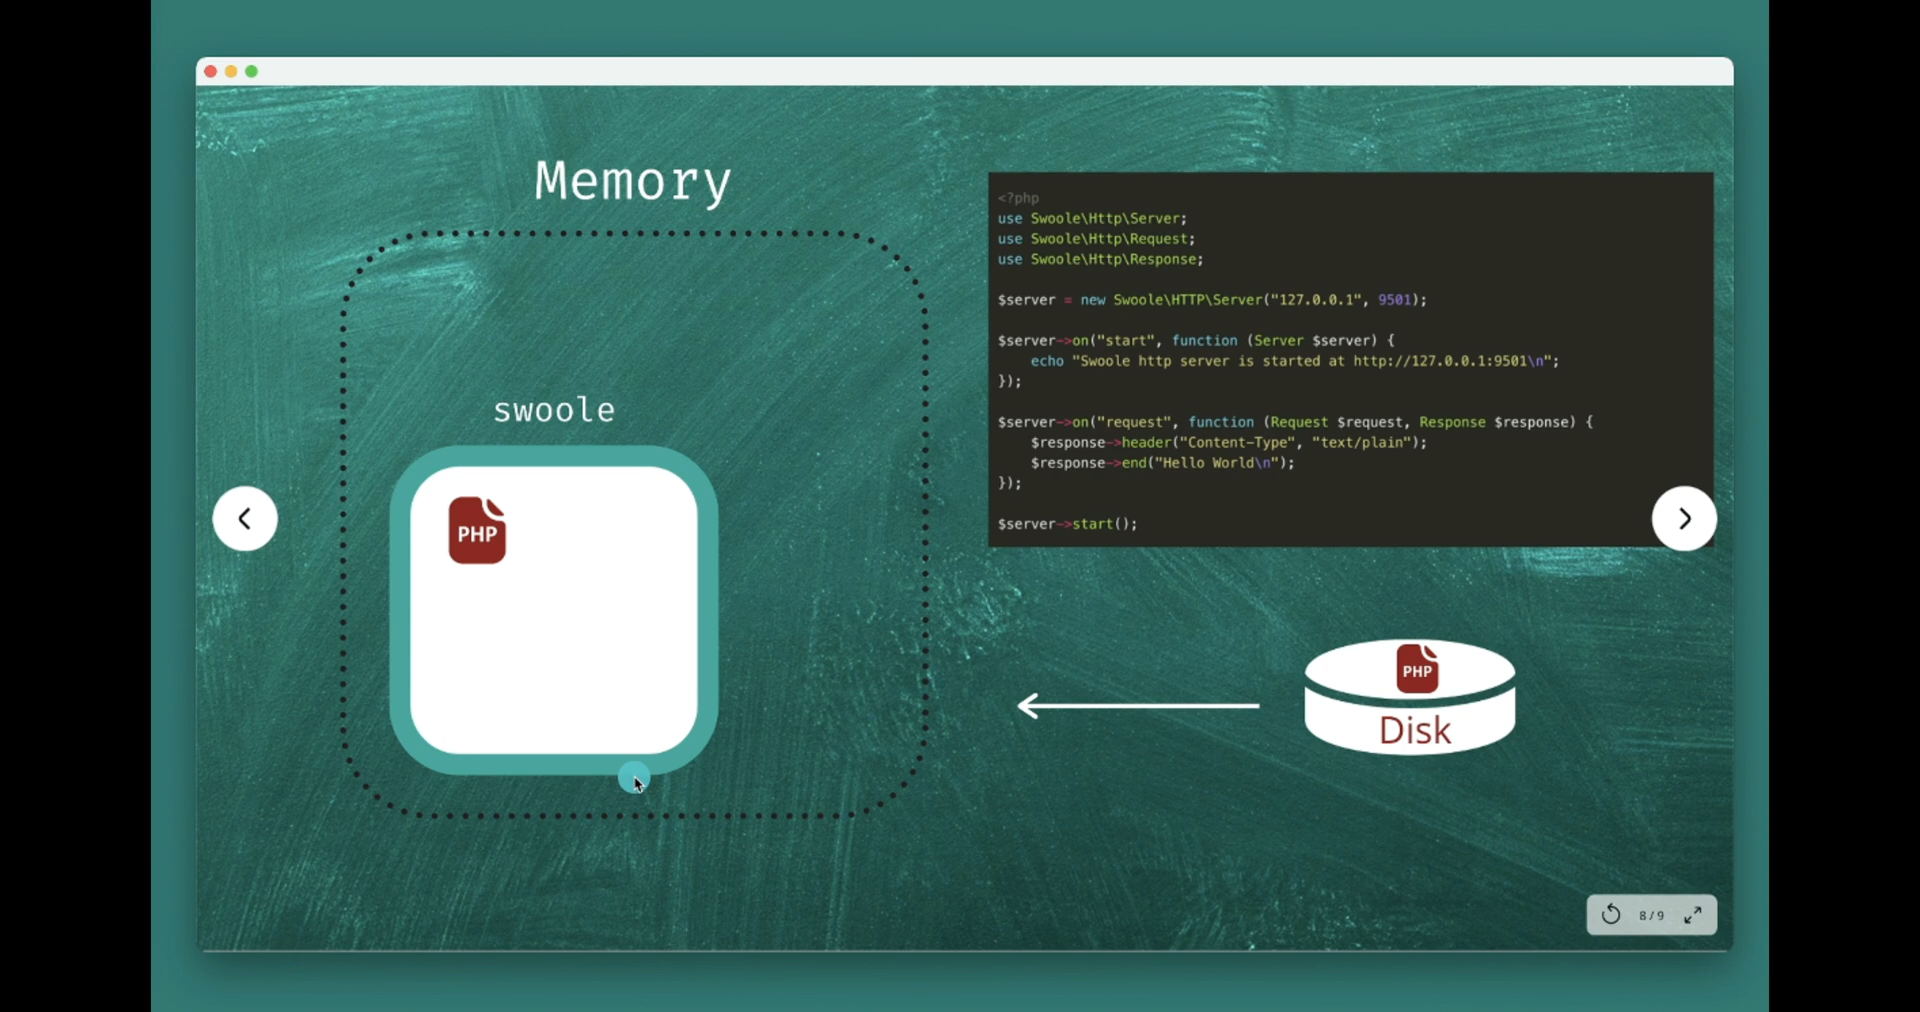 Memory
swoole
PHP
<?php
use Swoole\Http\Server;
use Swoole\Http\Request;
use Swoole\Http\Response;
$server = new Swoole\HTTP\Server("127.0.0.1", 9501);
$server->on("start", function (Server $server) {
    echo "Swoole http server is started at http://127.0.0.1:9501\n";
});
$server->on("request", function (Request $request, Response $response) {
    $response->header("Content-Type", "text/plain");
    $response->end("Hello World\n");
});
$server->start();
PHP
Disk
8/9